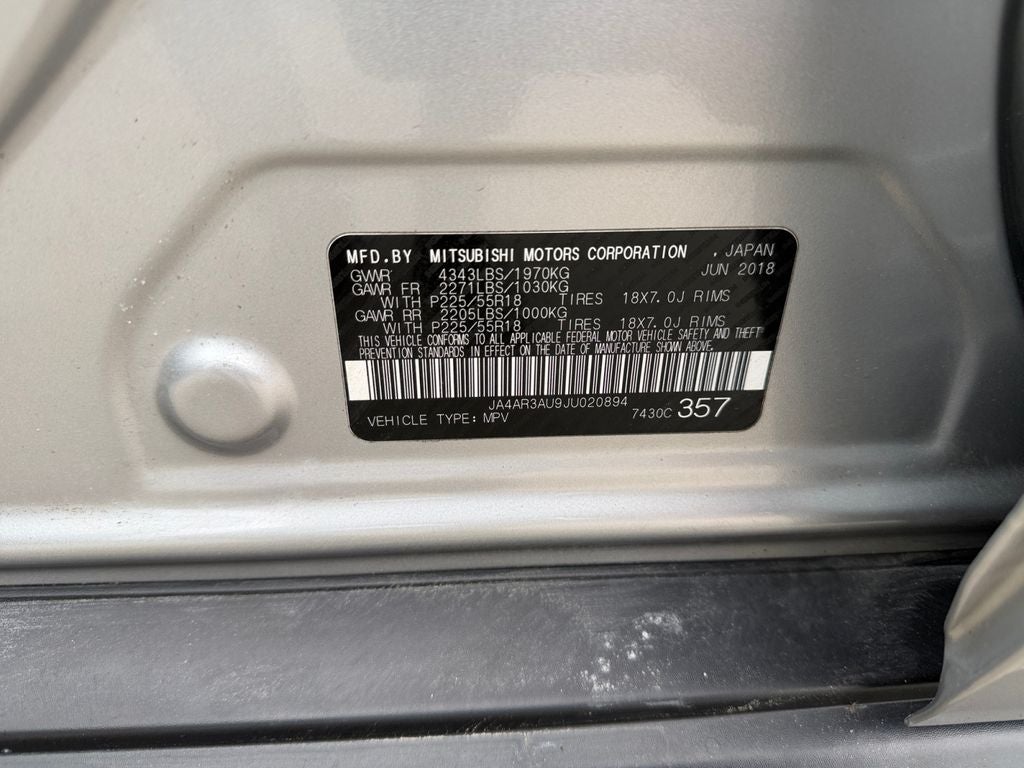 MFD.BY MITSUBISHI MOTORS CORPORATION , JAPAN
GVWR 4343LBS/1970KG JUN 2018
GAWR FR 2271LBS/1030KG
WITH P225/55R18 TIRES 18X7.0J RIMS
GAWR RR 2205LBS/1000KG
WITH P225/55R18 TIRES 18X7.0J RIMS
THIS VEHICLE CONFORMS TO ALL APPLICABLE FEDERAL MOTOR VEHICLE SAFETY AND THEFT
PREVENTION STANDARDS IN EFFECT ON THE DATE OF MANUFACTURE SHOWN ABOVE.
JA4AR3AU9JU020894
VEHICLE TYPE: MPV 7430C 357